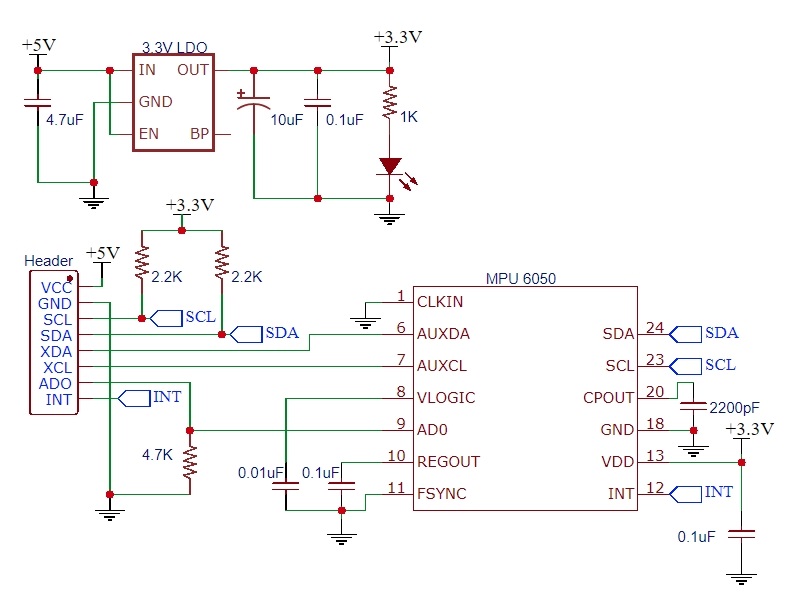 +5V
3.3V LDO
+3.3V
IN OUT
GND
EN BP
4.7uF
+
10uF
0.1uF
1K
+3.3V
+5V
2.2K
2.2K
Header
VCC
GND
SCL
SDA
XDA
XCL
ADO
INT
SCL
SDA
INT
4.7K
0.01uF
0.1uF
MPU 6050
1 CLKIN
6 AUXDA
7 AUXCL
8 VLOGIC
9 AD0
10 REGOUT
11 FSYNC
SDA 24 SDA
SCL 23 SCL
CPOUT 20
GND 18
VDD 13
INT 12 INT
2200pF
+3.3V
0.1uF